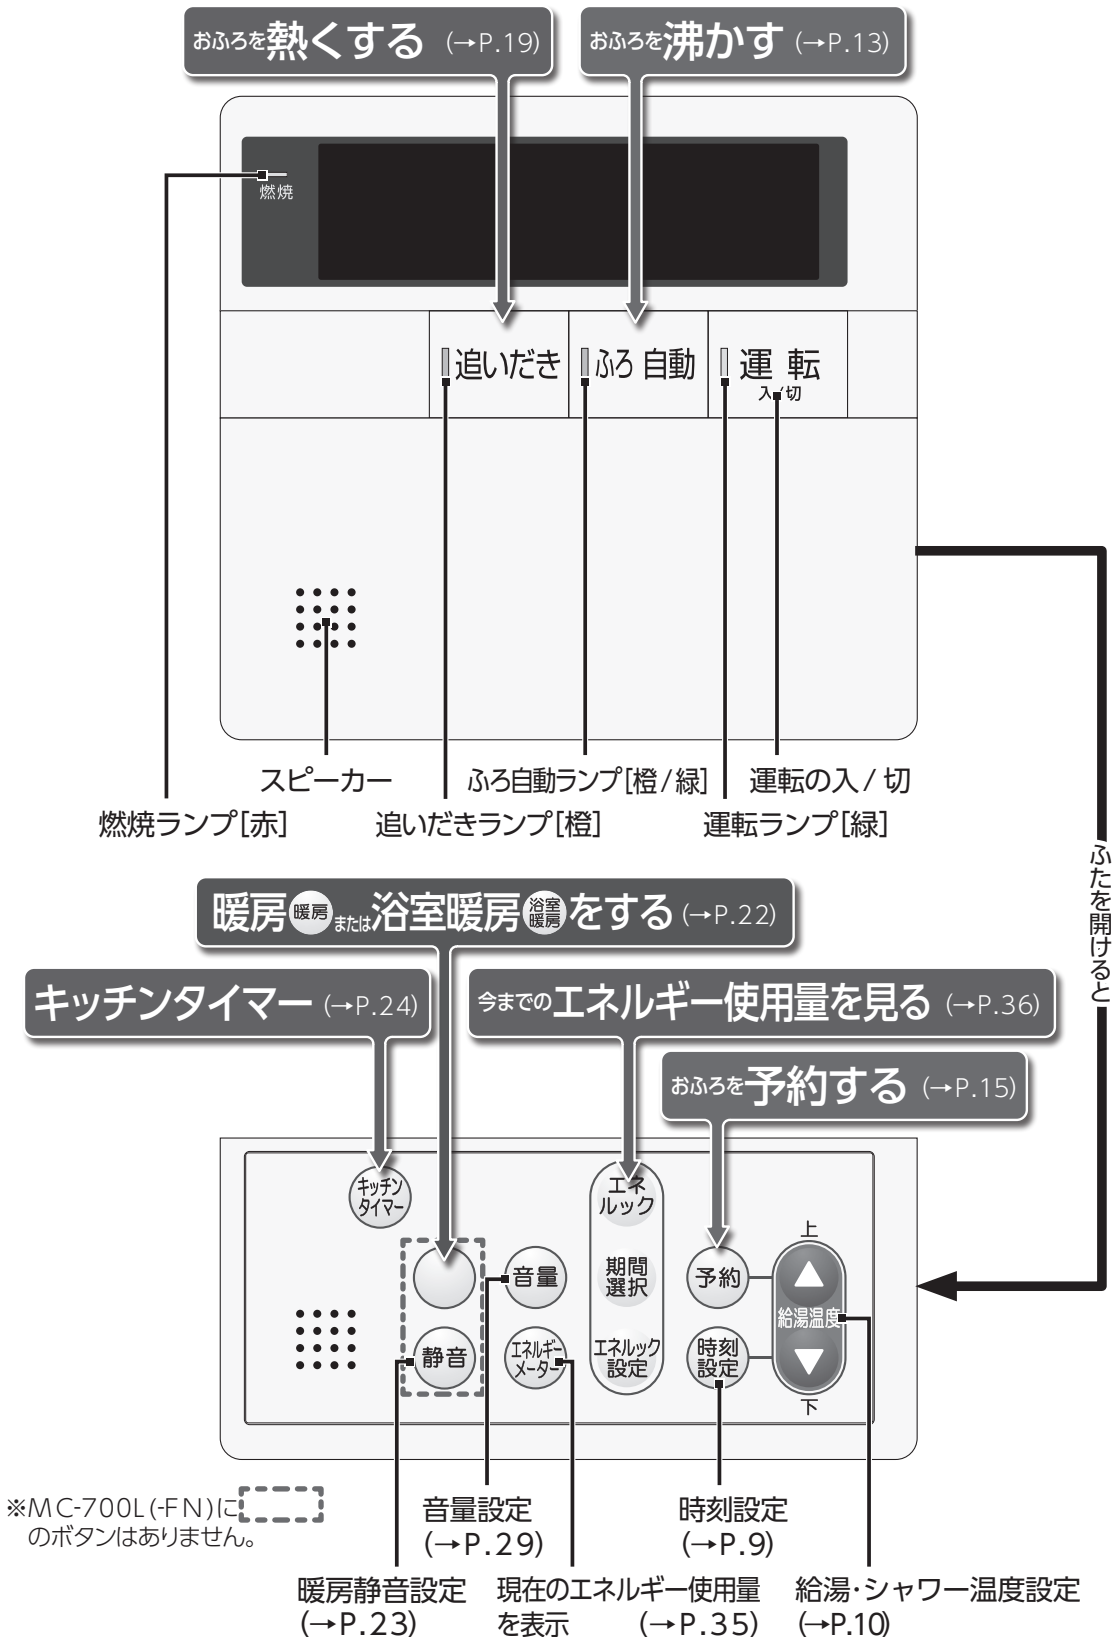 おふろを熱くする (→P.19)
おふろを沸かす (→P.13)
燃焼
追いだき
ふろ 自動
運転
入/切
スピーカー
ふろ自動ランプ[橙/緑]
運転の入/切
燃焼ランプ[赤]
追いだきランプ[橙]
運転ランプ[緑]
ふたを開けると
暖房 暖房 または浴室暖房 浴室暖房 をする (→P.22)
キッチンタイマー (→P.24)
今までのエネルギー使用量を見る (→P.36)
おふろを予約する (→P.15)
キッチン
タイマー
エネ
ルック
上
音量
期間
選択
予約
給湯温度
静音
エネルギー
メーター
エネルック
設定
時刻
設定
下
※MC-700L(-FN)に
のボタンはありません。
音量設定
(→P.29)
時刻設定
(→P.9)
暖房静音設定
(→P.23)
現在のエネルギー使用量
を表示 (→P.35)
給湯・シャワー温度設定
(→P.10)